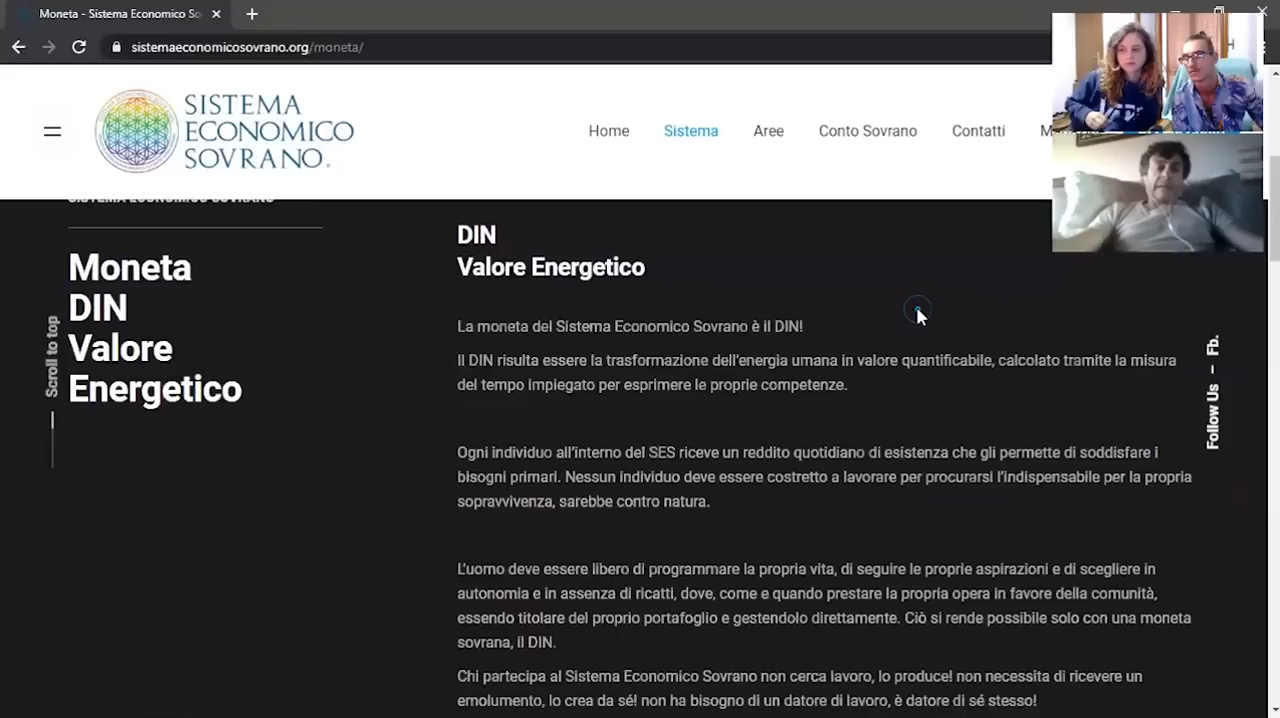 Moneta - Sistema Economico So
sistemaeconomicosovrano.org/moneta/
SISTEMA
ECONOMICO
SOVRANO
Home
Sistema
Aree
Conto Sovrano
Contatti
SISTEMA ECONOMICO SOVRANO
Moneta
DIN
Valore
Energetico
Scroll to top
DIN
Valore Energetico
La moneta del Sistema Economico Sovrano è il DIN!
Il DIN risulta essere la trasformazione dell'energia umana in valore quantificabile, calcolato tramite la misura
del tempo impiegato per esprimere le proprie competenze.
Ogni individuo all'interno del SES riceve un reddito quotidiano di esistenza che gli permette di soddisfare i
bisogni primari. Nessun individuo deve essere costretto a lavorare per procurarsi l'indispensabile per la propria
sopravvivenza, sarebbe contro natura.
L'uomo deve essere libero di programmare la propria vita, di seguire le proprie aspirazioni e di scegliere in
autonomia e in assenza di ricatti, dove, come e quando prestare la propria opera in favore della comunità,
essendo titolare del proprio portafoglio e gestendolo direttamente. Ciò si rende possibile solo con una moneta
sovrana, il DIN.
Chi partecipa al Sistema Economico Sovrano non cerca lavoro, lo produce! non necessita di ricevere un
emolumento, lo crea da sé! non ha bisogno di un datore di lavoro, è datore di sé stesso!
Follow Us — Fb.